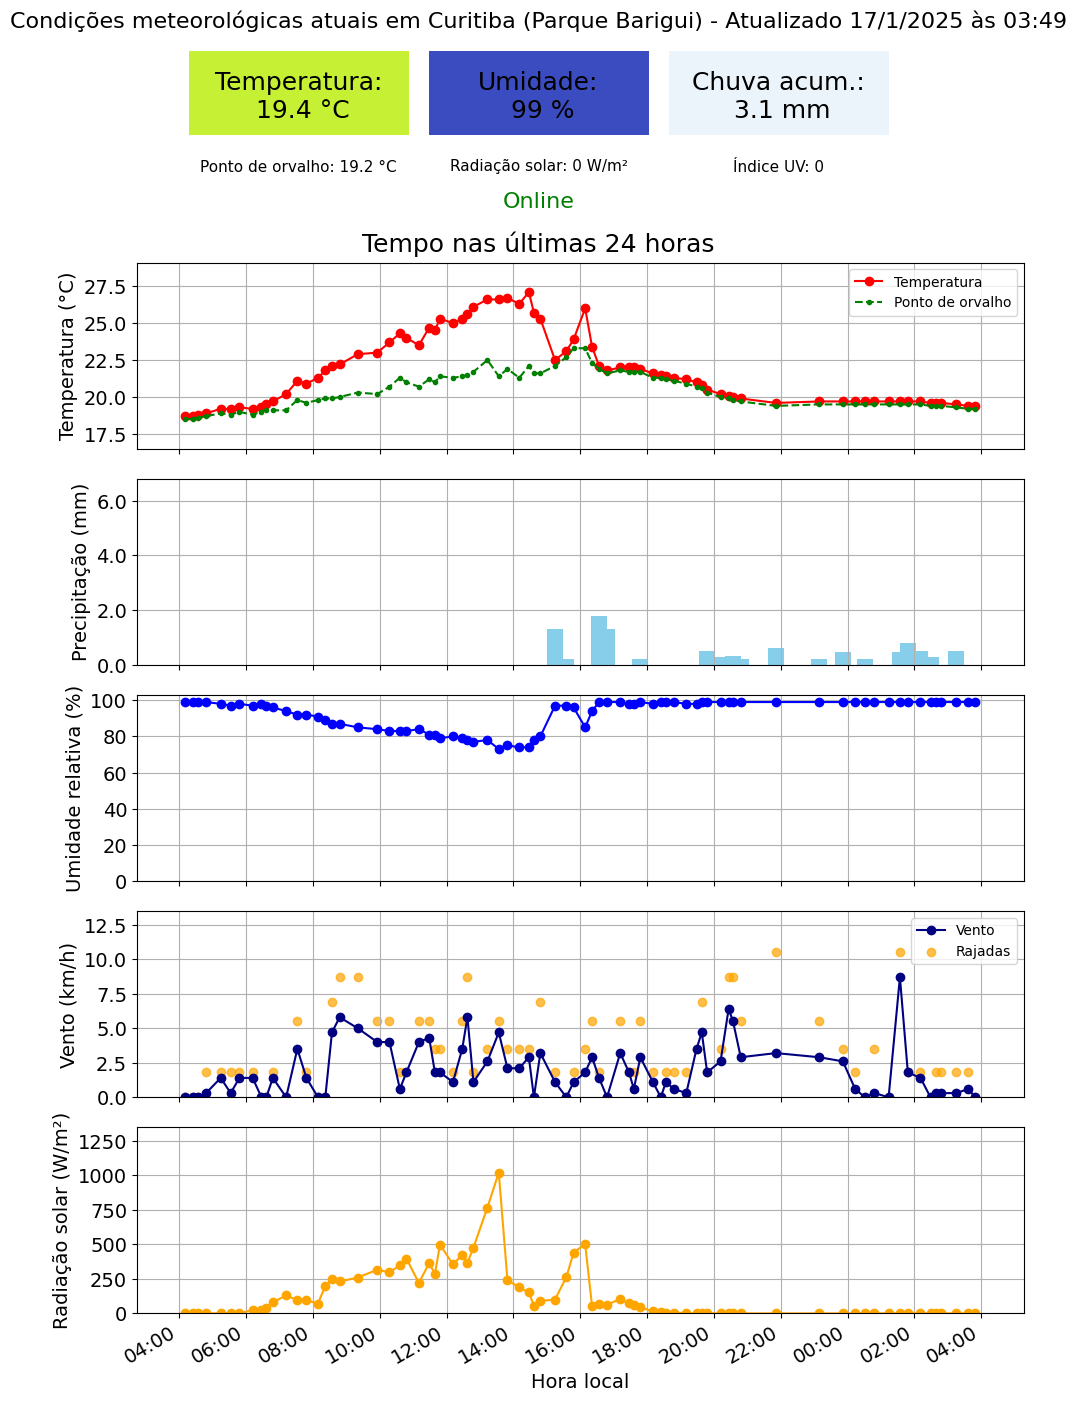 Condições meteorológicas atuais em Curitiba (Parque Barigui) - Atualizado 17/1/2025 às 03:49
Temperatura:
19.4 °C
Umidade:
99 %
Chuva acum.:
3.1 mm
Ponto de orvalho: 19.2 °C
Radiação solar: 0 W/m²
Índice UV: 0
Online
Tempo nas últimas 24 horas
Temperatura (°C)
27.5
25.0
22.5
20.0
17.5
Temperatura
Ponto de orvalho
Precipitação (mm)
6.0
4.0
2.0
0.0
Umidade relativa (%)
100
80
60
40
20
0
Vento (km/h)
12.5
10.0
7.5
5.0
2.5
0.0
Vento
Rajadas
Radiação solar (W/m²)
1250
1000
750
500
250
0
04:00
06:00
08:00
10:00
12:00
14:00
16:00
18:00
20:00
22:00
00:00
02:00
04:00
Hora local